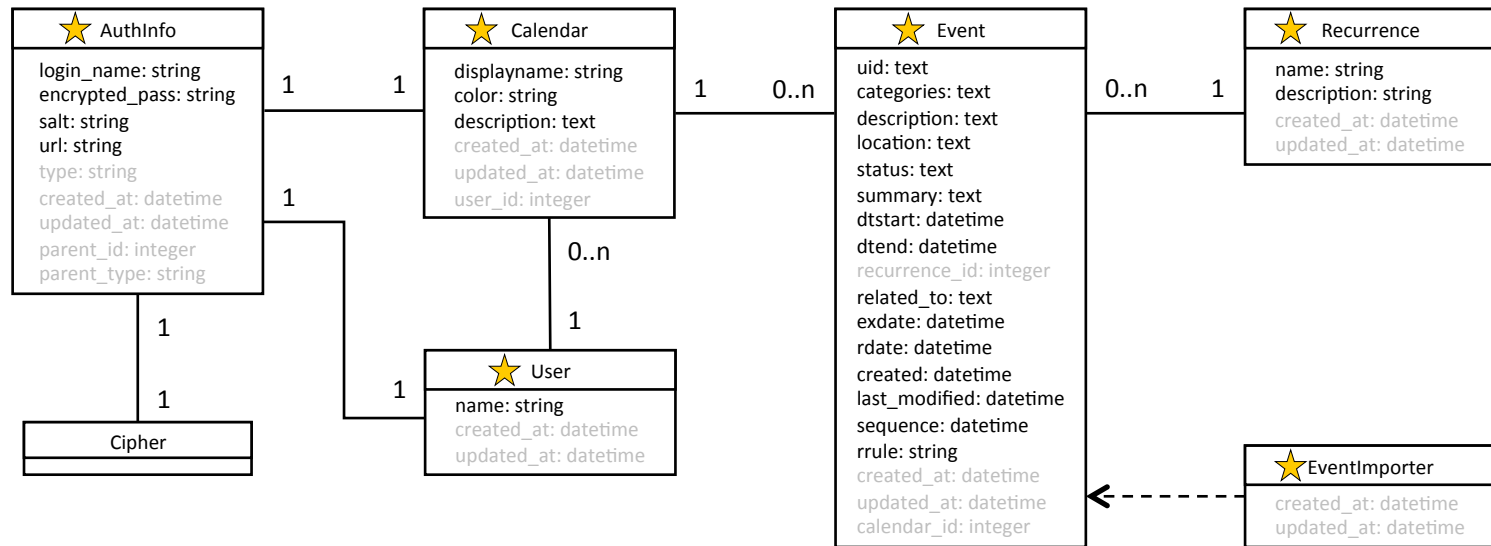 AuthInfo
login_name: string
encrypted_pass: string
salt: string
url: string
type: string
created_at: datetime
updated_at: datetime
parent_id: integer
parent_type: string
1
1
Calendar
displayname: string
color: string
description: text
created_at: datetime
updated_at: datetime
user_id: integer
1
0..n
Event
uid: text
categories: text
description: text
location: text
status: text
summary: text
dtstart: datetime
dtend: datetime
recurrence_id: integer
related_to: text
exdate: datetime
rdate: datetime
created: datetime
last_modified: datetime
sequence: datetime
rrule: string
created_at: datetime
updated_at: datetime
calendar_id: integer
0..n
1
Recurrence
name: string
description: string
created_at: datetime
updated_at: datetime
1
1
0..n
1
User
name: string
created_at: datetime
updated_at: datetime
1
1
Cipher
EventImporter
created_at: datetime
updated_at: datetime